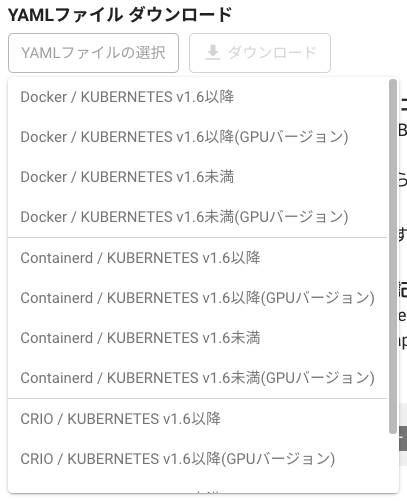 YAMLファイル ダウンロード
YAMLファイルの選択
ダウンロード
Docker / KUBERNETES v1.6以降
Docker / KUBERNETES v1.6以降(GPUバージョン)
Docker / KUBERNETES v1.6未満
Docker / KUBERNETES v1.6未満(GPUバージョン)
Containerd / KUBERNETES v1.6以降
Containerd / KUBERNETES v1.6以降(GPUバージョン)
Containerd / KUBERNETES v1.6未満
Containerd / KUBERNETES v1.6未満(GPUバージョン)
CRIO / KUBERNETES v1.6以降
CRIO / KUBERNETES v1.6以降(GPUバージョン)